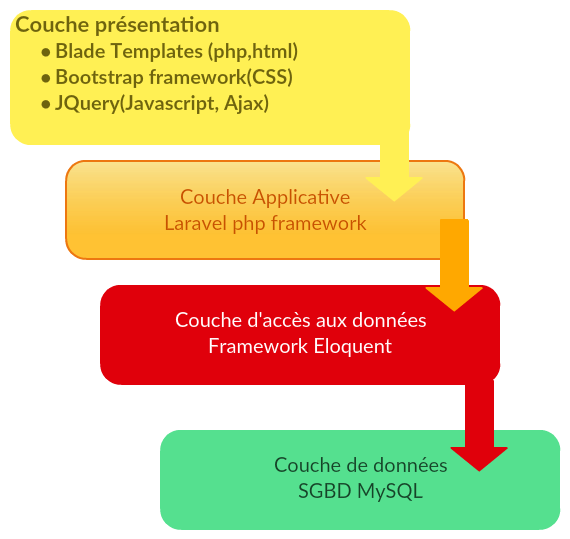 Couche présentation
• Blade Templates (php,html)
• Bootstrap framework(CSS)
• JQuery(Javascript, Ajax)
Couche Applicative
Laravel php framework
Couche d'accès aux données
Framework Eloquent
Couche de données
SGBD MySQL